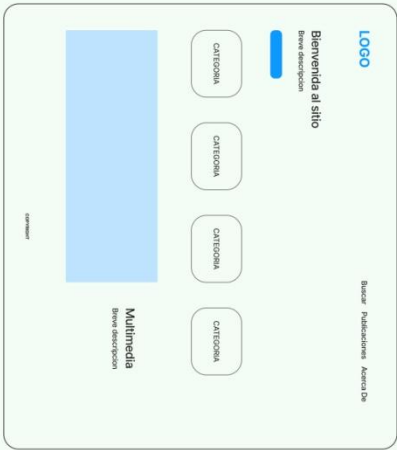 LOGO
Buscar Publicaciones Acerca De
Bienvenida al sitio
Breve descripcion
CATEGORIA
CATEGORIA
CATEGORIA
CATEGORIA
Multimedia
Breve descripcion
COPYRIGHT